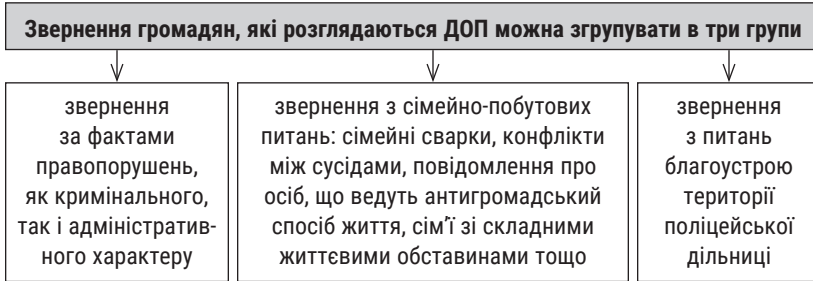 Звернення громадян, які розглядаються ДОП можна згрупувати в три групи
звернення
за фактами
правопорушень,
як кримінального,
так і адміністратив-
ного характеру
звернення з сімейно-побутових
питань: сімейні сварки, конфлікти
між сусідами, повідомлення про
осіб, що ведуть антигромадський
спосіб життя, сім’ї зі складними
життєвими обставинами тощо
звернення
з питань
благоустрою
території
поліцейської
дільниці